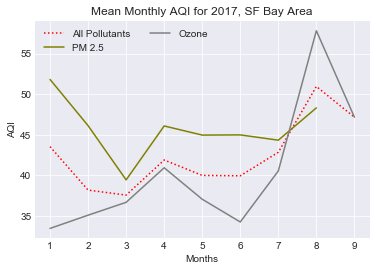 Mean Monthly AQI for 2017, SF Bay Area
All Pollutants
PM 2.5
Ozone
AQI
55
50
45
40
35
1 2 3 4 5 6 7 8 9
Months